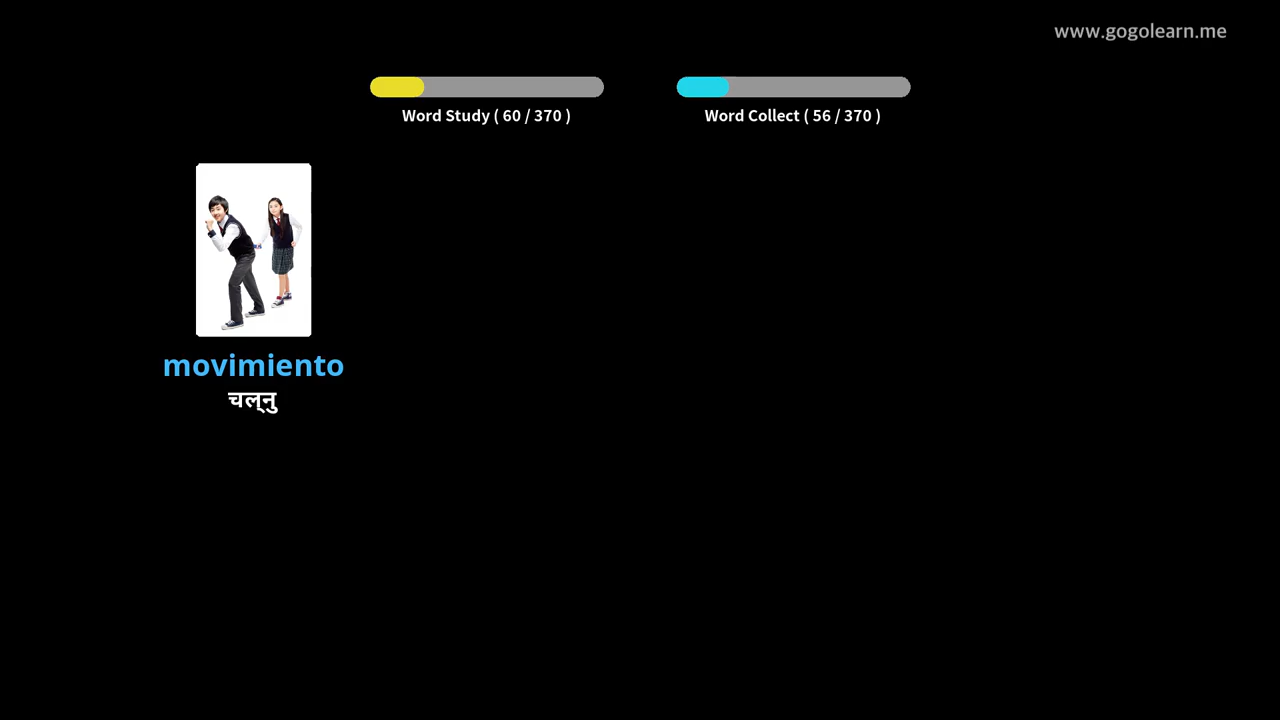 www.gogolearn.me
Word Study ( 60 / 370 )
Word Collect ( 56 / 370 )
movimiento
चल्नु